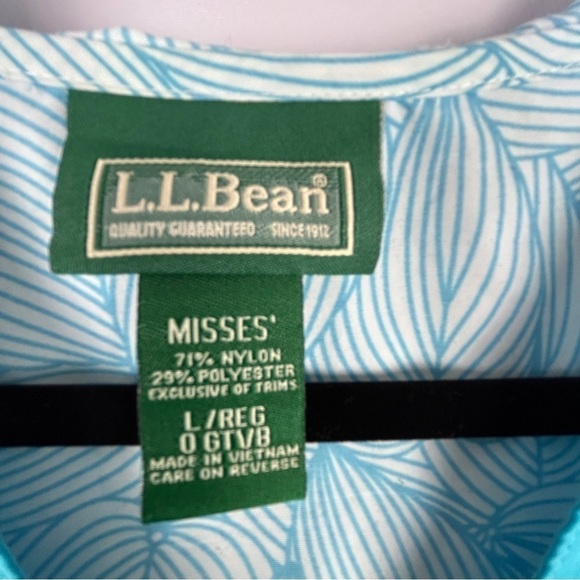 L.L.Bean®
QUALITY GUARANTEED SINCE 1912
MISSES'
71% NYLON
29% POLYESTER
EXCLUSIVE OF TRIMS
L/REG
0 GTVB
MADE IN VIETNAM
CARE ON REVERSE